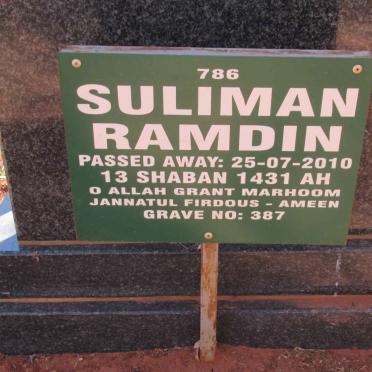 786
SULIMAN
RAMDIN
PASSED AWAY: 25-07-2010
13 SHABAN 1431 AH
O ALLAH GRANT MARHOOM
JANNATUL FIRDOUS - AMEEN
GRAVE NO: 387